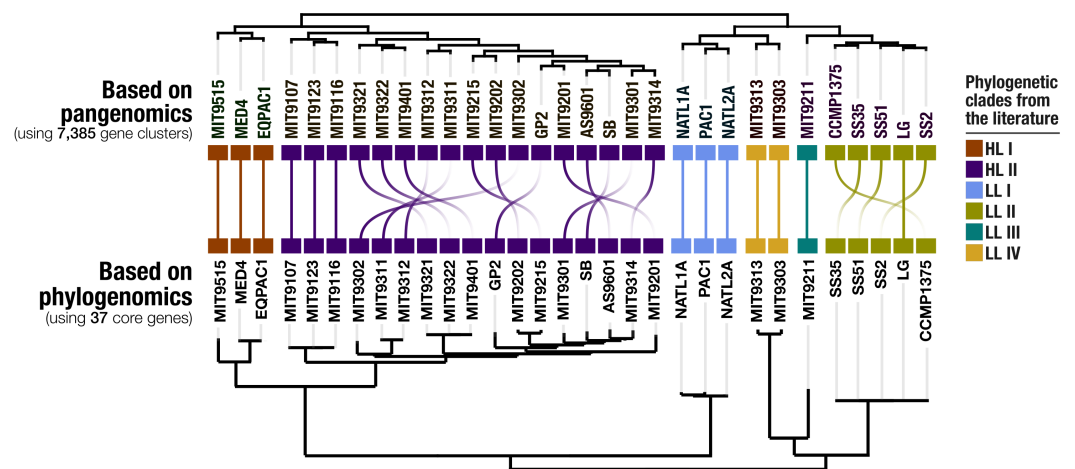 Based on
pangenomics
(using 7,385 gene clusters)
MIT9515
MED4
EQPAC1
MIT9107
MIT9123
MIT9116
MIT9321
MIT9322
MIT9401
MIT9312
MIT9311
MIT9215
MIT9202
MIT9302
GP2
MIT9201
AS9601
SB
MIT9301
MIT9314
NATL1A
PAC1
NATL2A
MIT9313
MIT9303
MIT9211
CCMP1375
SS35
SS51
LG
SS2
Phylogenetic
clades from
the literature
HL I
HL II
LL I
LL II
LL III
LL IV
Based on
phylogenomics
(using 37 core genes)
MIT9515
MED4
EQPAC1
MIT9107
MIT9123
MIT9116
MIT9302
MIT9311
MIT9312
MIT9321
MIT9322
MIT9401
GP2
MIT9202
MIT9215
MIT9301
SB
AS9601
MIT9314
MIT9201
NATL1A
PAC1
NATL2A
MIT9313
MIT9303
MIT9211
SS35
SS51
SS2
LG
CCMP1375